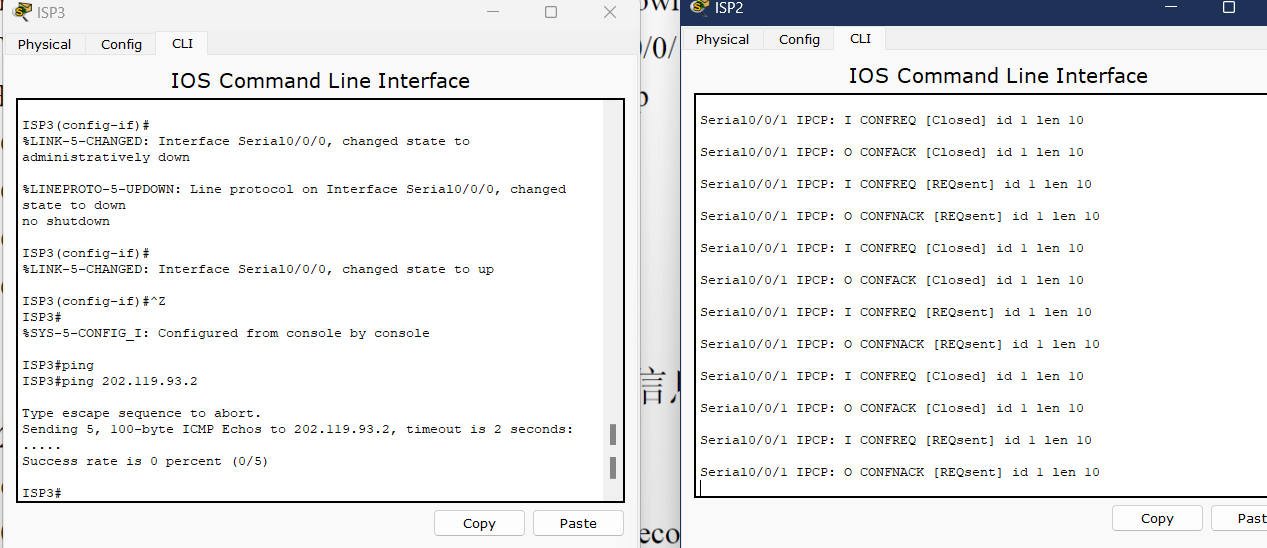 ISP3
Physical
Config
CLI
IOS Command Line Interface
ISP3(config-if)#
%LINK-5-CHANGED: Interface Serial0/0/0, changed state to
administratively down
%LINEPROTO-5-UPDOWN: Line protocol on Interface Serial0/0/0, changed
state to down
no shutdown
ISP3(config-if)#
%LINK-5-CHANGED: Interface Serial0/0/0, changed state to up
ISP3(config-if)#^Z
ISP3#
%SYS-5-CONFIG_I: Configured from console by console
ISP3#ping
ISP3#ping 202.119.93.2
Type escape sequence to abort.
Sending 5, 100-byte ICMP Echos to 202.119.93.2, timeout is 2 seconds:
.....
Success rate is 0 percent (0/5)
ISP3#
Copy
Paste
ISP2
Physical
Config
CLI
IOS Command Line Interface
Serial0/0/1 IPCP: I CONFREQ [Closed] id 1 len 10
Serial0/0/1 IPCP: O CONFACK [Closed] id 1 len 10
Serial0/0/1 IPCP: I CONFREQ [REQsent] id 1 len 10
Serial0/0/1 IPCP: O CONFNACK [REQsent] id 1 len 10
Serial0/0/1 IPCP: I CONFREQ [Closed] id 1 len 10
Serial0/0/1 IPCP: O CONFACK [Closed] id 1 len 10
Serial0/0/1 IPCP: I CONFREQ [REQsent] id 1 len 10
Serial0/0/1 IPCP: O CONFNACK [REQsent] id 1 len 10
Serial0/0/1 IPCP: I CONFREQ [Closed] id 1 len 10
Serial0/0/1 IPCP: O CONFACK [Closed] id 1 len 10
Serial0/0/1 IPCP: I CONFREQ [REQsent] id 1 len 10
Serial0/0/1 IPCP: O CONFNACK [REQsent] id 1 len 10
Copy
Past
/0/
信
eco